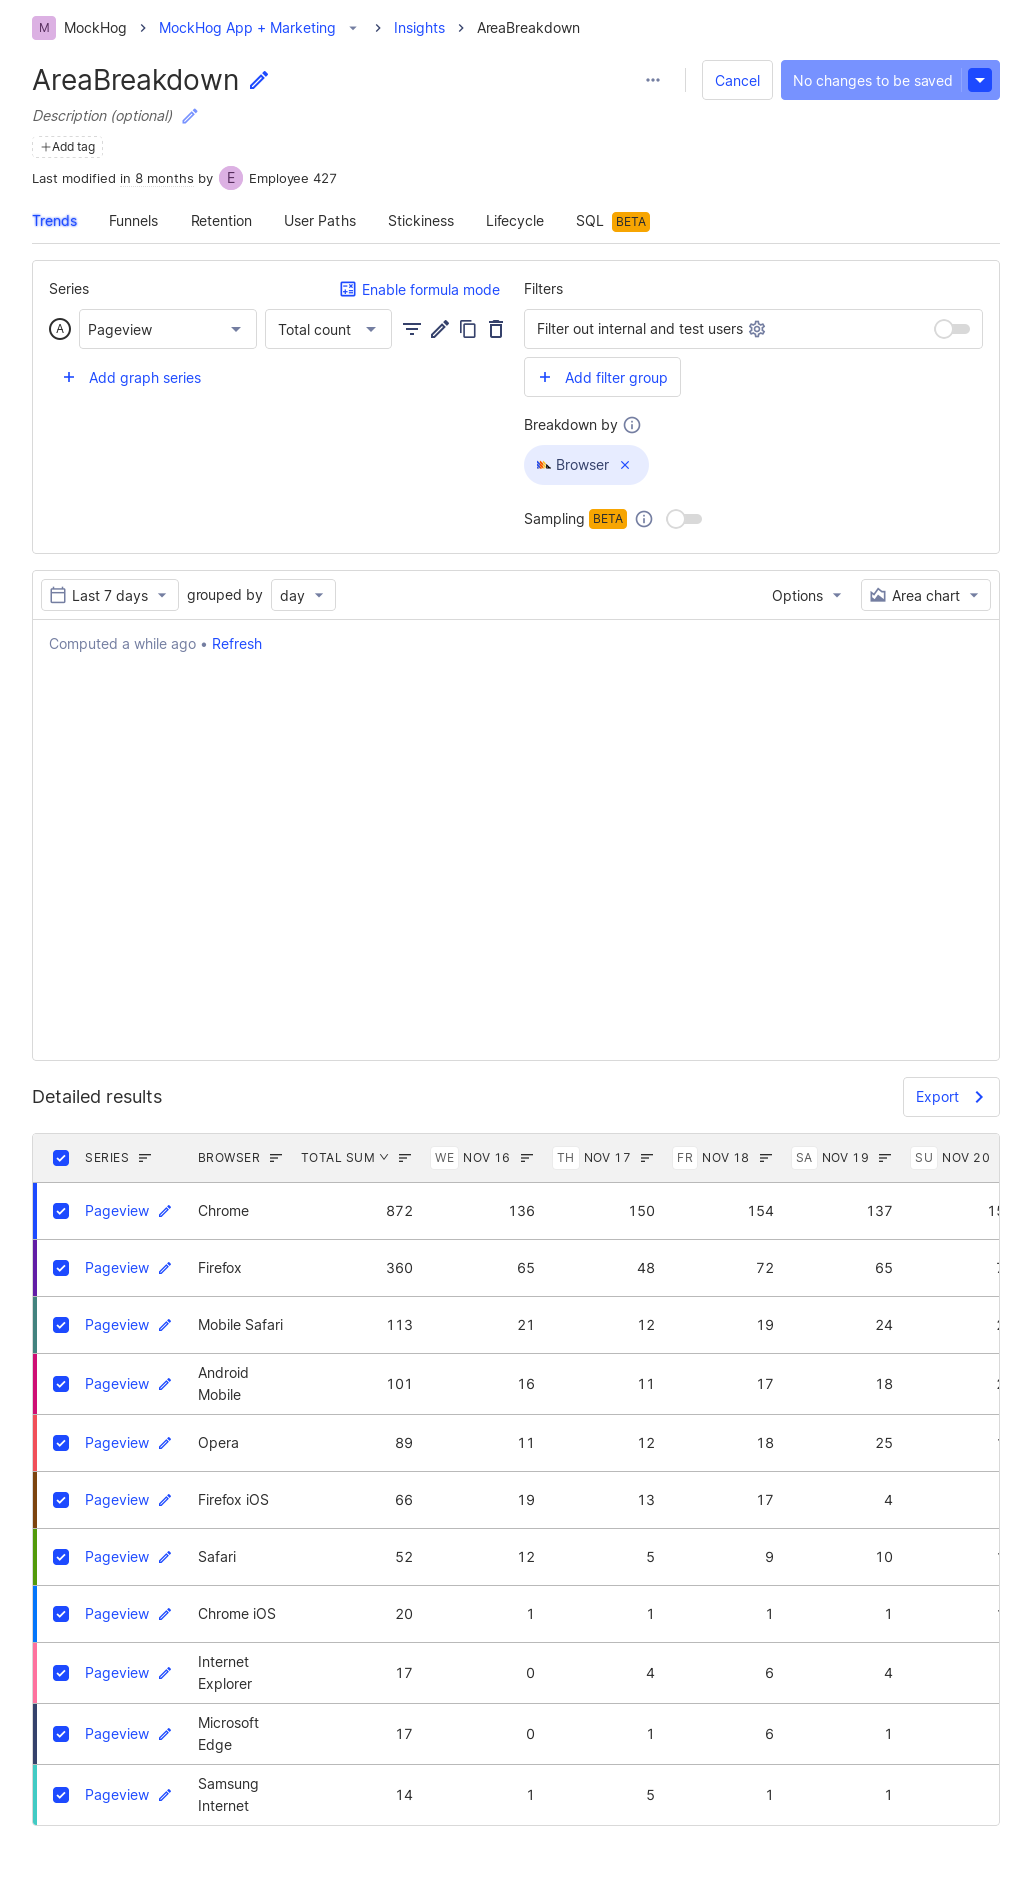 M MockHog MockHog App + Marketing Insights AreaBreakdown
AreaBreakdown Cancel No changes to be saved
Description (optional)
+Add tag
Last modified in 8 months by E Employee 427
Trends Funnels Retention User Paths Stickiness Lifecycle SQL BETA
Series Enable formula mode Filters
A Pageview Total count Filter out internal and test users
+ Add graph series + Add filter group
Breakdown by
Browser
Sampling BETA
Last 7 days grouped by day Options Area chart
Computed a while ago • Refresh
Detailed results Export
SERIES BROWSER TOTAL SUM WE NOV 16 TH NOV 17 FR NOV 18 SA NOV 19 SU NOV 20
Pageview Chrome 872 136 150 154 137
Pageview Firefox 360 65 48 72 65
Pageview Mobile Safari 113 21 12 19 24
Pageview Android Mobile 101 16 11 17 18
Pageview Opera 89 11 12 18 25
Pageview Firefox iOS 66 19 13 17 4
Pageview Safari 52 12 5 9 10
Pageview Chrome iOS 20 1 1 1 1
Pageview Internet Explorer 17 0 4 6 4
Pageview Microsoft Edge 17 0 1 6 1
Pageview Samsung Internet 14 1 5 1 1